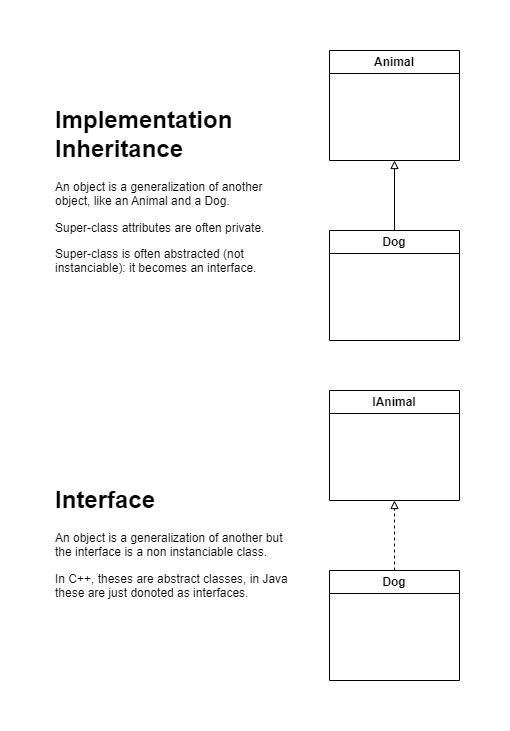 Animal
Implementation
Inheritance
An object is a generalization of another
object, like an Animal and a Dog.
Super-class attributes are often private.
Super-class is often abstracted (not
instanciable): it becomes an interface.
Dog
IAnimal
Interface
An object is a generalization of another but
the interface is a non instanciable class.
In C++, theses are abstract classes, in Java
these are just donoted as interfaces.
Dog